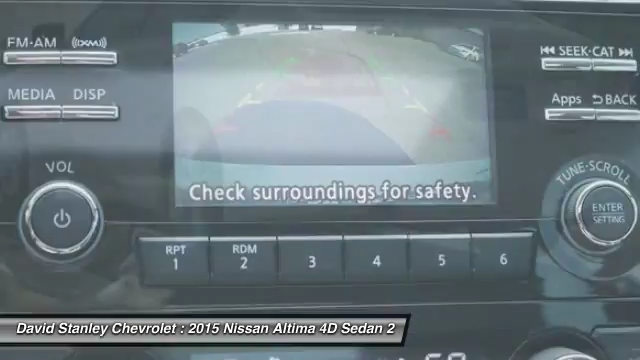 FM·AM
((XM))
SEEK·CAT
MEDIA
DISP
Apps
BACK
Check surroundings for safety.
VOL
TUNE·SCROLL
ENTER
SETTING
RPT
1
RDM
2
3
4
5
6
David Stanley Chevrolet : 2015 Nissan Altima 4D Sedan 2